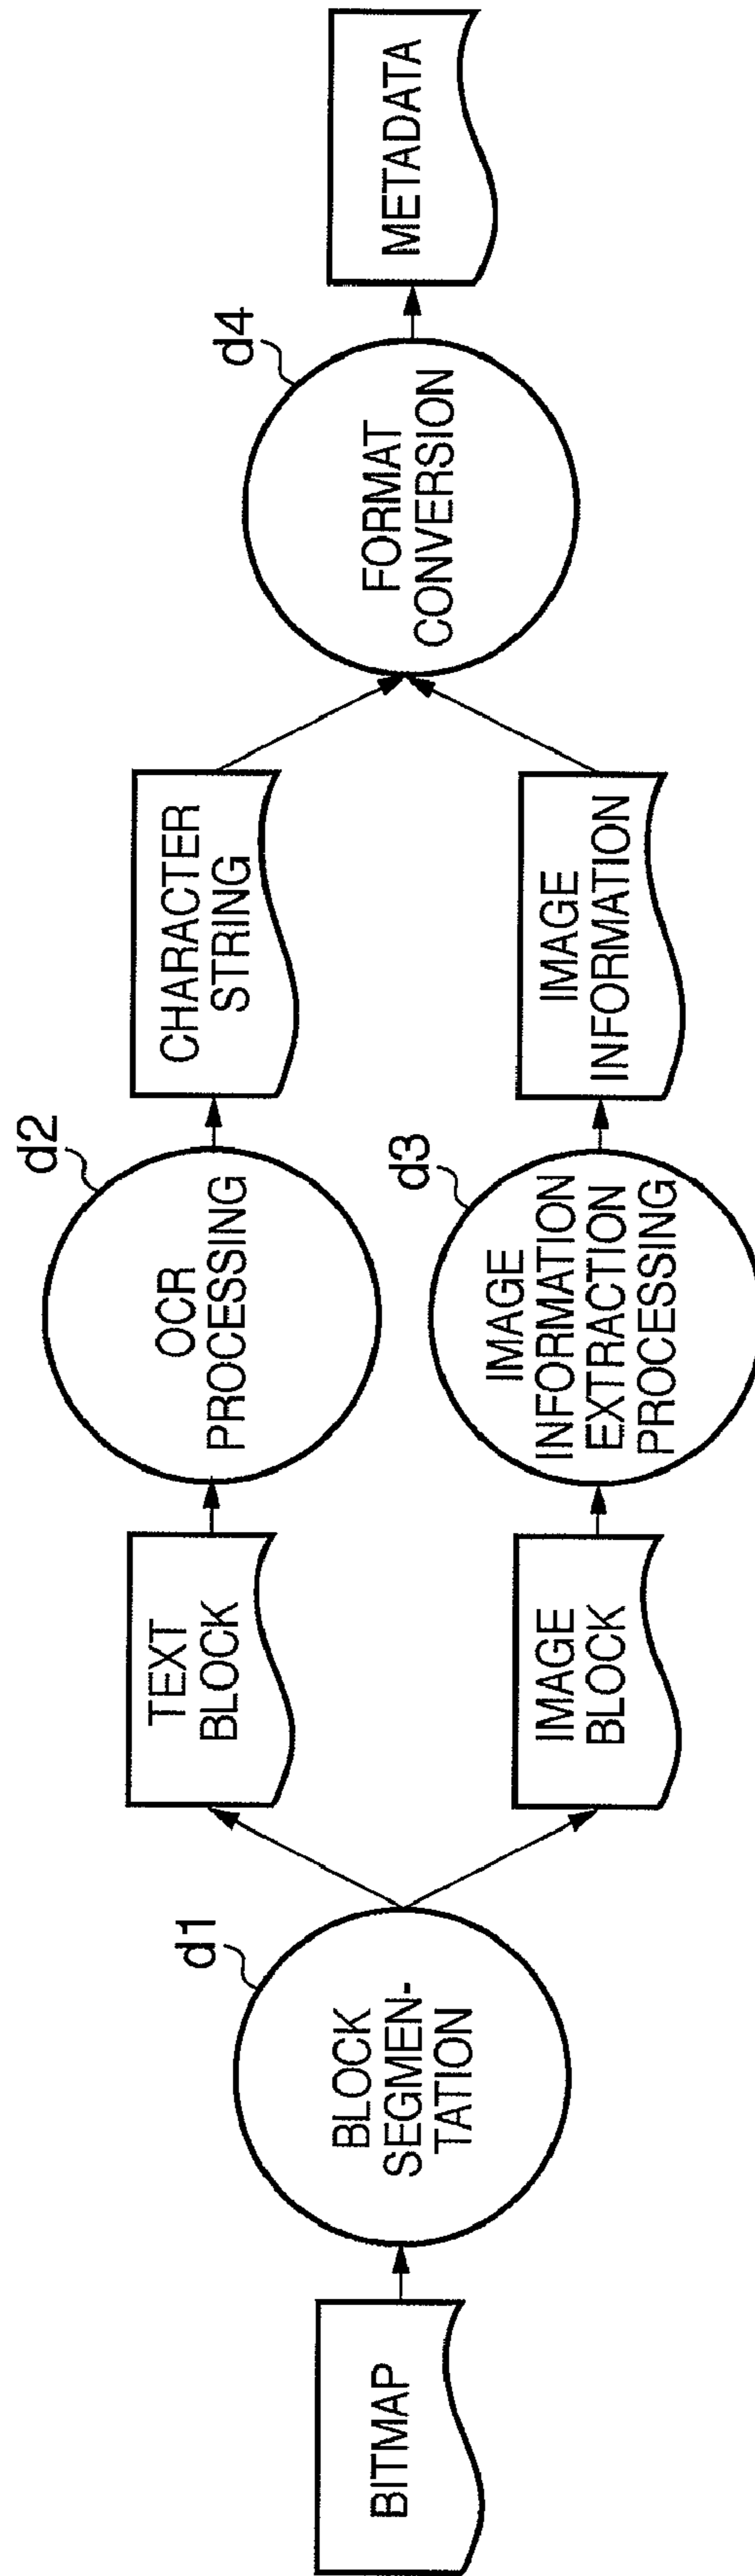 BITMAP
d1
BLOCK
SEGMEN-
TATION
TEXT
BLOCK
IMAGE
BLOCK
d2
OCR
PROCESSING
d3
IMAGE
INFORMATION
EXTRACTION
PROCESSING
CHARACTER
STRING
IMAGE
INFORMATION
d4
FORMAT
CONVERSION
METADATA